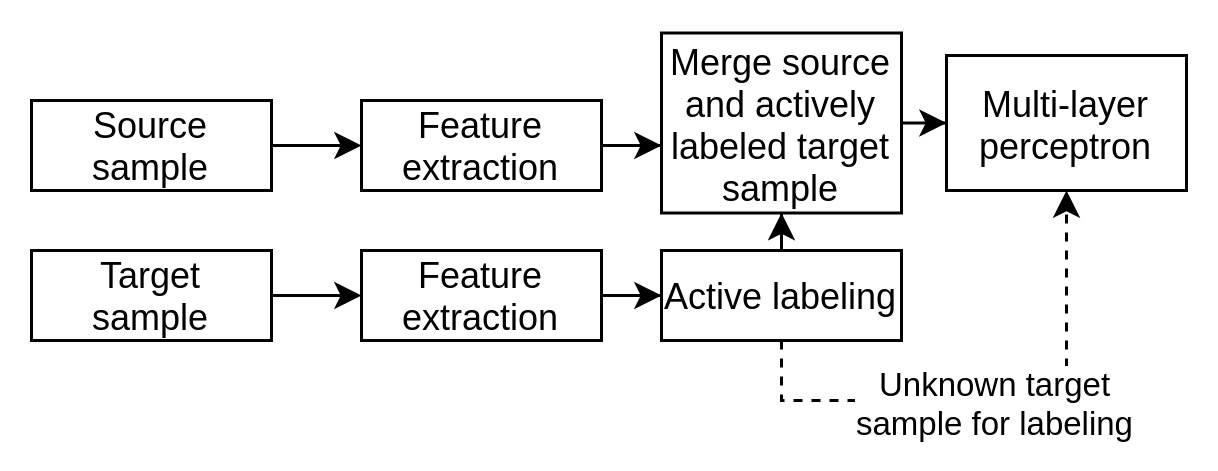 Source
sample
Feature
extraction
Merge source
and actively
labeled target
sample
Multi-layer
perceptron
Target
sample
Feature
extraction
Active labeling
Unknown target
sample for labeling